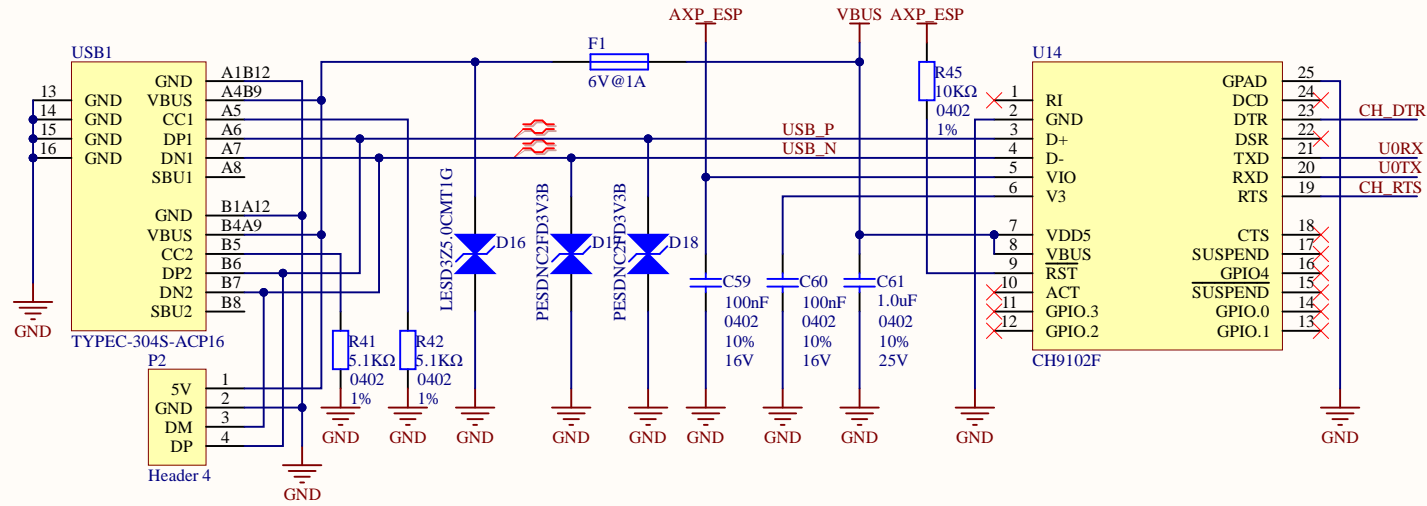 AXP_ESP
VBUS
AXP_ESP
USB1
GND
A1B12
VBUS
A4B9
CC1
A5
DP1
A6
DN1
A7
SBU1
A8
GND
B1A12
VBUS
B4A9
CC2
B5
DP2
B6
DN2
B7
SBU2
B8
13
GND
14
GND
15
GND
16
GND
GND
TYPEC-304S-ACP16
P2
5V
1
GND
2
DM
3
DP
4
Header 4
GND
R41
5.1KΩ
0402
1%
GND
R42
5.1KΩ
0402
1%
GND
F1
6V@1A
USB_P
USB_N
LESD3Z5.0CMT1G
D16
GND
PESDNC2FD3V3B
D17
GND
PESDNC2FD3V3B
D18
GND
C59
100nF
0402
10%
16V
GND
C60
100nF
0402
10%
16V
GND
C61
1.0uF
0402
10%
25V
GND
R45
10KΩ
0402
1%
GND
U14
1
RI
2
GND
3
D+
4
D-
5
VIO
6
V3
7
VDD5
8
VBUS
9
RST
10
ACT
11
GPIO.3
12
GPIO.2
GPAD
25
DCD
24
DTR
23
CH_DTR
DSR
22
TXD
21
U0RX
RXD
20
U0TX
RTS
19
CH_RTS
CTS
18
SUSPEND
17
GPIO4
16
SUSPEND
15
GPIO.0
14
GPIO.1
13
CH9102F
GND